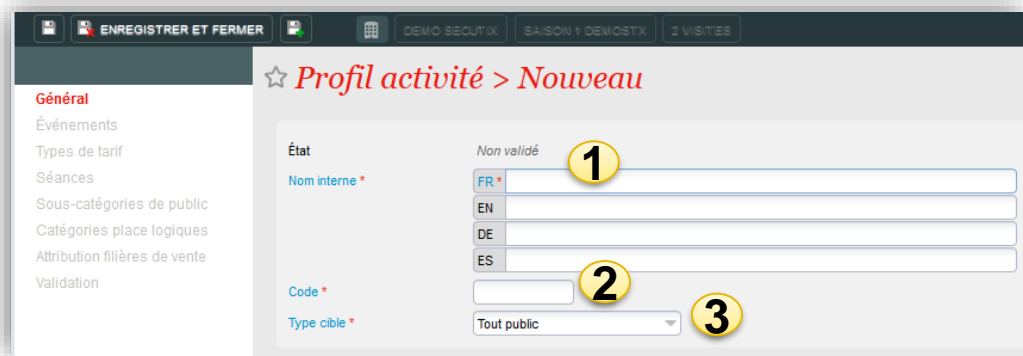 ENREGISTRER ET FERMER
DEMO SECUTIX
SAISON 1 DEMOSTX
2 VISITES
Profil activité > Nouveau
Général
Événements
Types de tarif
Séances
Sous-catégories de public
Catégories place logiques
Attribution filières de vente
Validation
État Non validé
1
Nom interne * FR *
EN
DE
ES
Code *
2
Type cible * Tout public
3